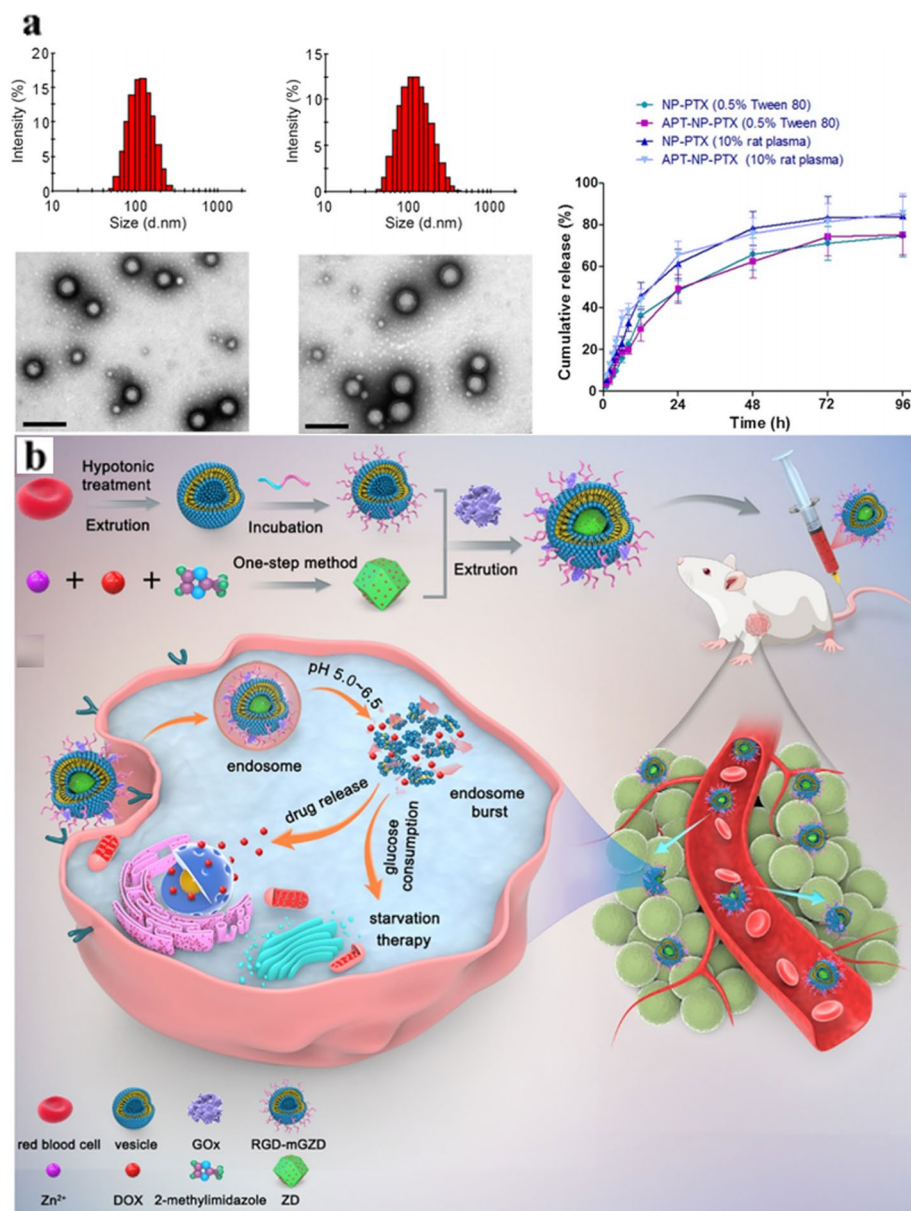 a
20
15
10
5
0
Intensity (%)
10
100
1000
Size (d.nm)
15
10
5
0
Intensity (%)
10
100
1000
Size (d.nm)
NP-PTX (0.5% Tween 80)
APT-NP-PTX (0.5% Tween 80)
NP-PTX (10% rat plasma)
APT-NP-PTX (10% rat plasma)
100
80
60
40
20
0
Cumulative release (%)
0
24
48
72
96
Time (h)
b
Hypotonic
treatment
Extrution
Incubation
Extrution
+
+
One-step method
pH 5.0~6.5
endosome
endosome
burst
drug release
glucose
consumption
starvation
therapy
red blood cell
vesicle
GOx
RGD-mGZD
Zn²⁺
DOX
2-methylimidazole
ZD